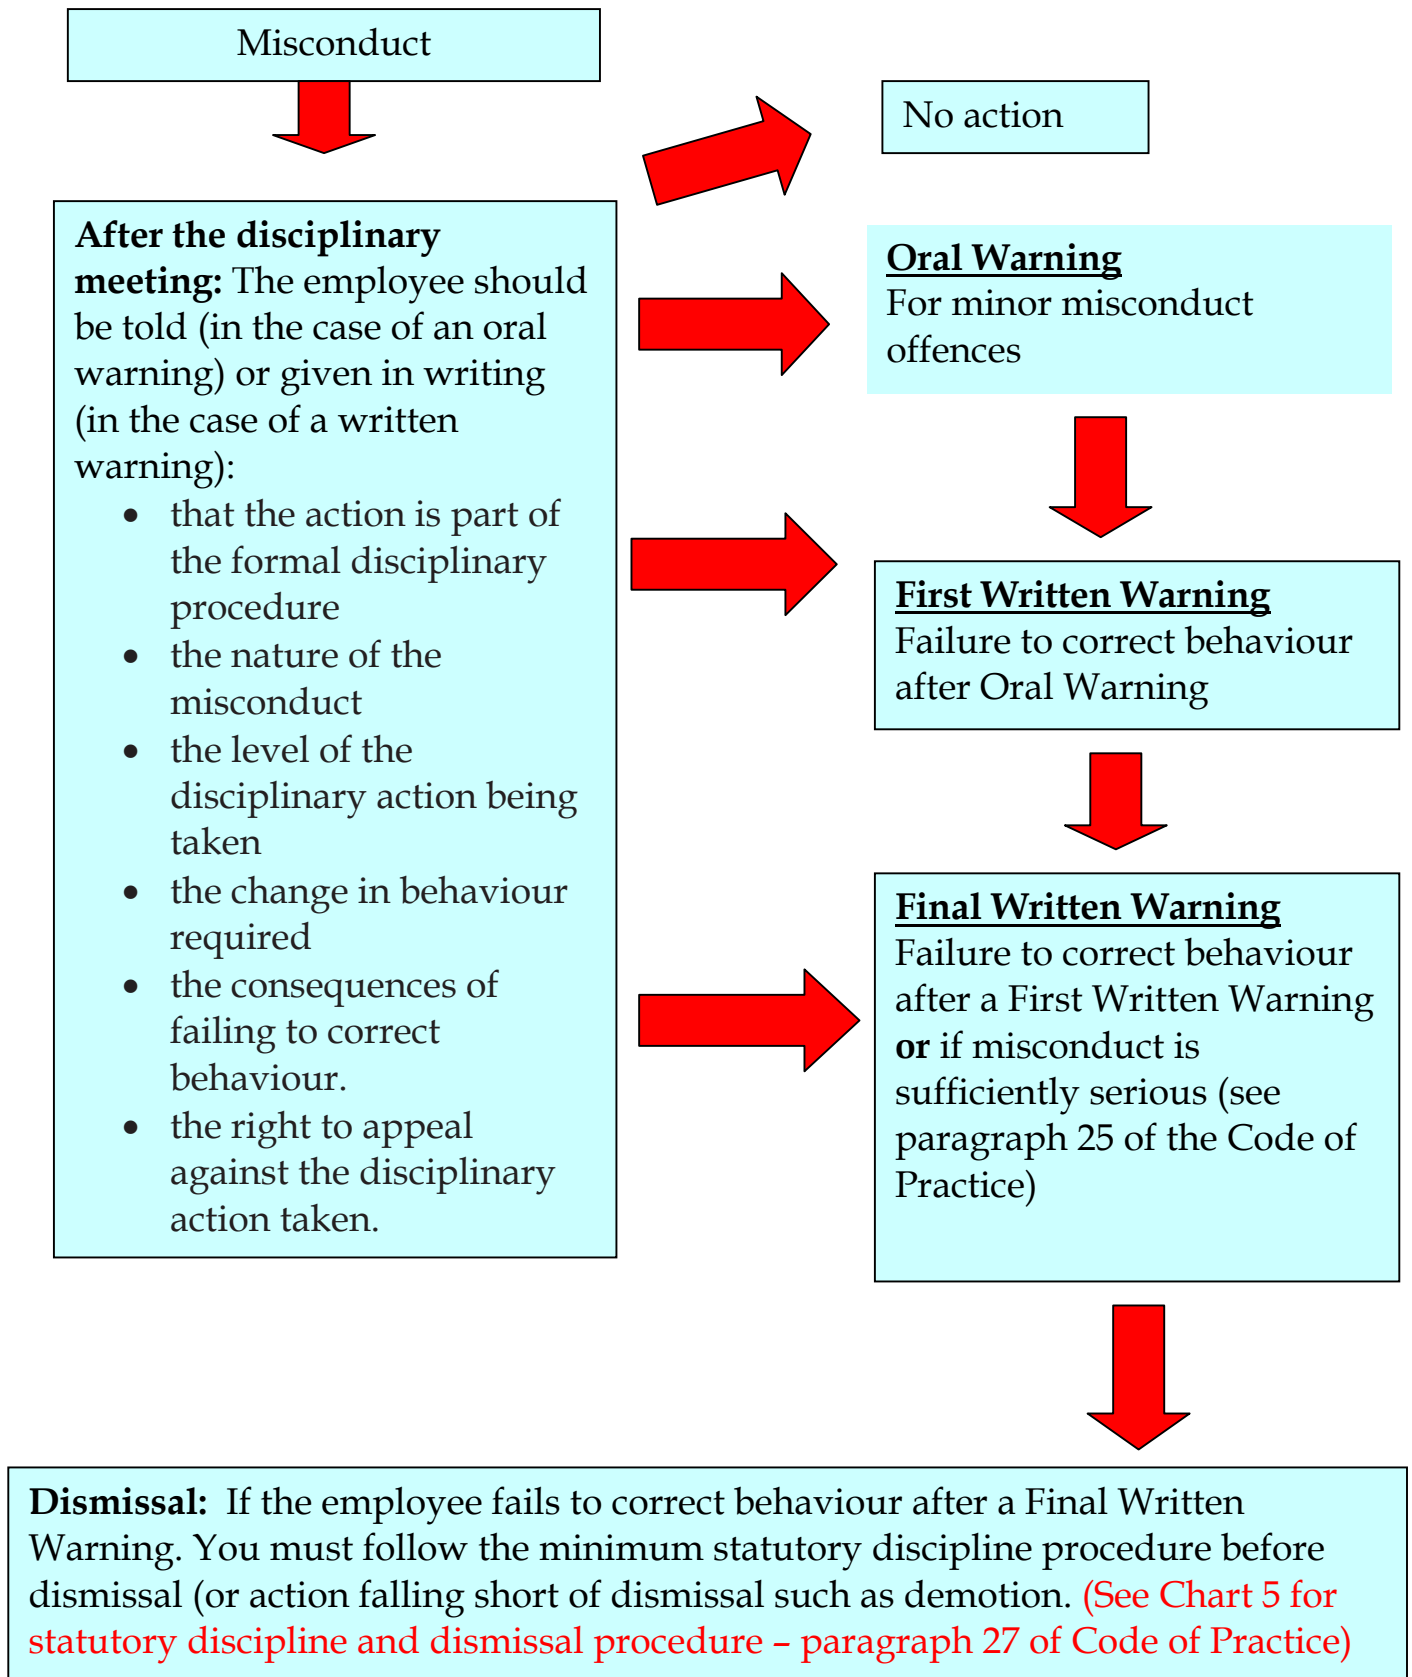 Misconduct
No action
After the disciplinary
meeting: The employee should
be told (in the case of an oral
warning) or given in writing
(in the case of a written
warning):
• that the action is part of
the formal disciplinary
procedure
• the nature of the
misconduct
• the level of the
disciplinary action being
taken
• the change in behaviour
required
• the consequences of
failing to correct
behaviour.
• the right to appeal
against the disciplinary
action taken.
Oral Warning
For minor misconduct
offences
First Written Warning
Failure to correct behaviour
after Oral Warning
Final Written Warning
Failure to correct behaviour
after a First Written Warning
or if misconduct is
sufficiently serious (see
paragraph 25 of the Code of
Practice)
Dismissal: If the employee fails to correct behaviour after a Final Written
Warning. You must follow the minimum statutory discipline procedure before
dismissal (or action falling short of dismissal such as demotion. (See Chart 5 for
statutory discipline and dismissal procedure – paragraph 27 of Code of Practice)